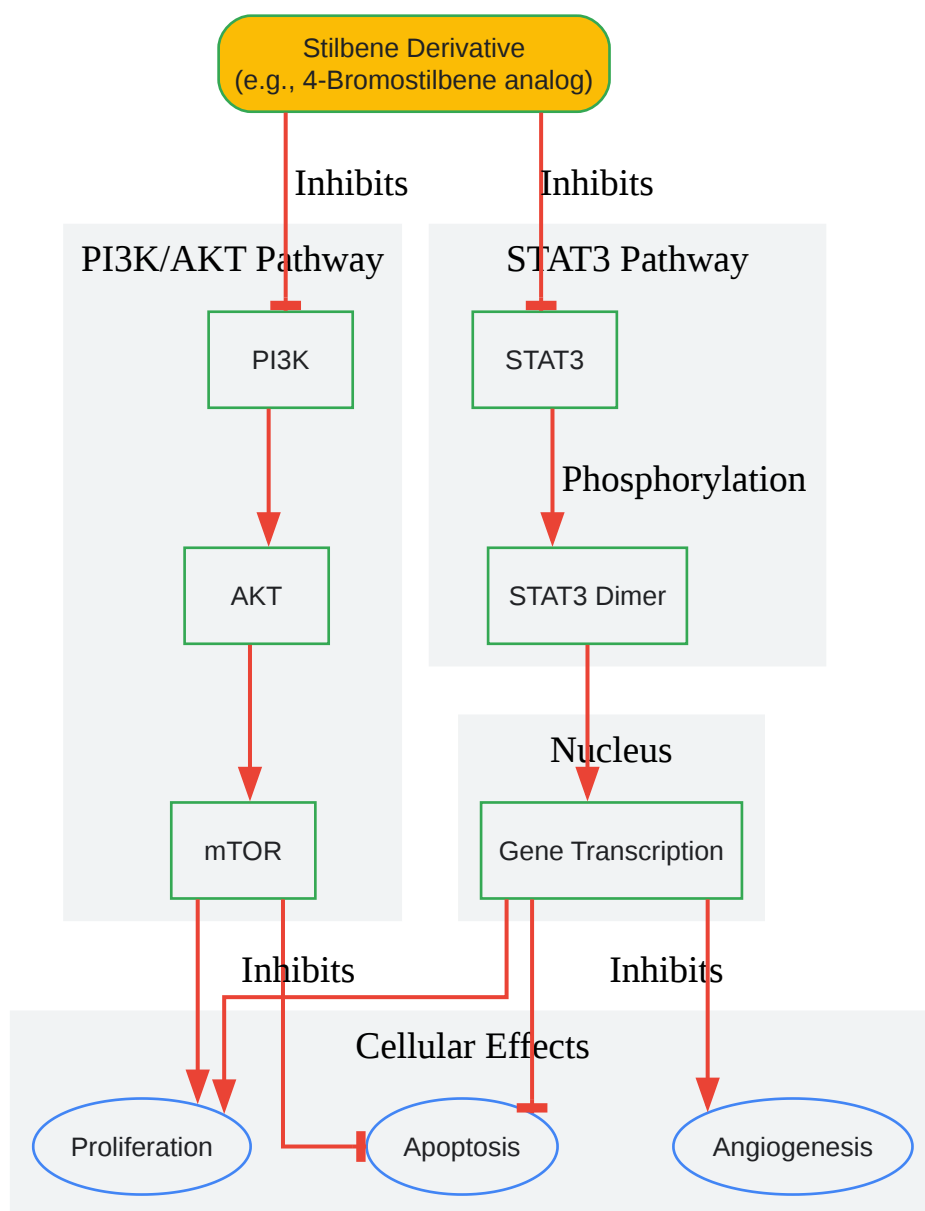 Stilbene Derivative
(e.g., 4-Bromostilbene analog)
Inhibits
Inhibits
PI3K/AKT Pathway
STAT3 Pathway
PI3K
STAT3
Phosphorylation
AKT
STAT3 Dimer
Nucleus
mTOR
Gene Transcription
Inhibits
Inhibits
Cellular Effects
Proliferation
Apoptosis
Angiogenesis